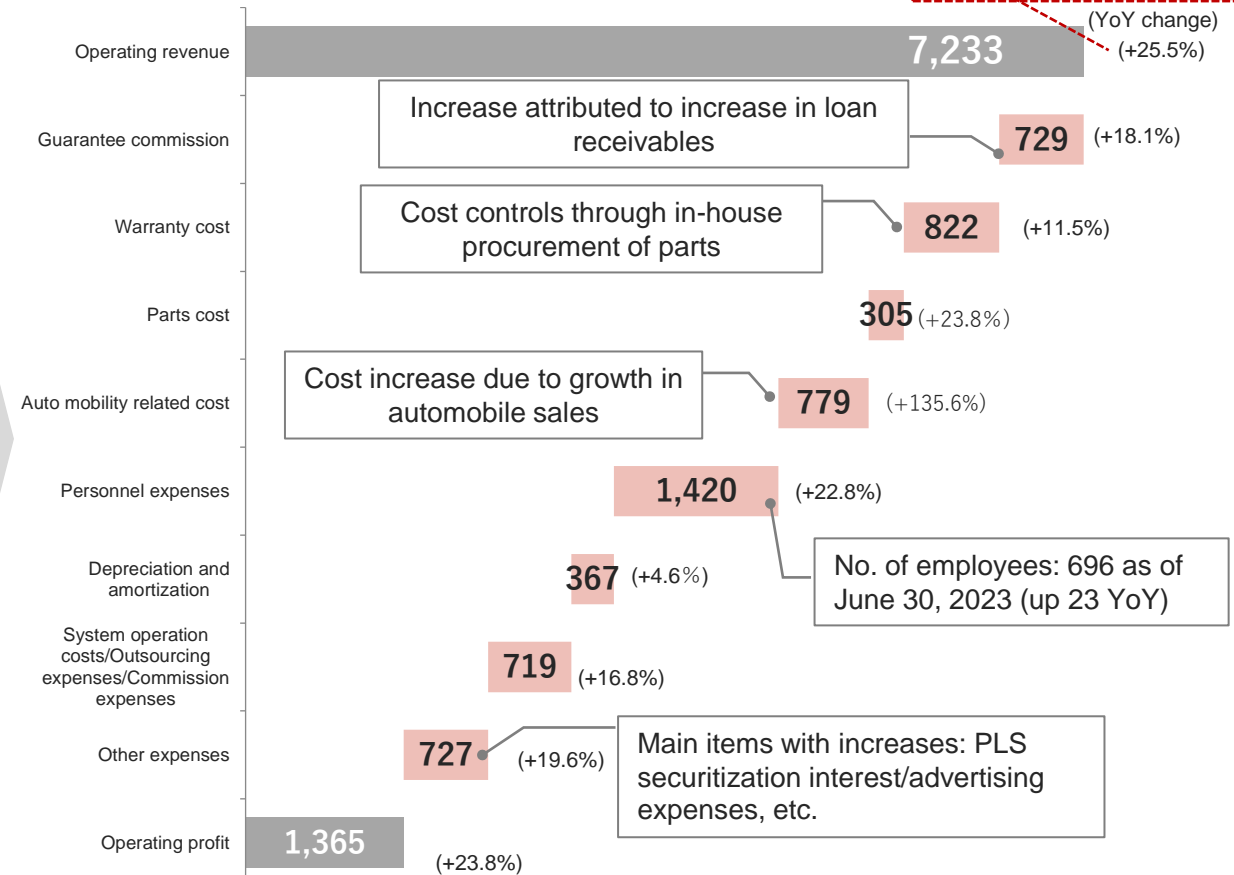 (YoY change)
Operating revenue
7,233
(+25.5%)
Increase attributed to increase in loan
receivables
Guarantee commission
729
(+18.1%)
Cost controls through in-house
procurement of parts
Warranty cost
822
(+11.5%)
Parts cost
305
(+23.8%)
Cost increase due to growth in
automobile sales
Auto mobility related cost
779
(+135.6%)
Personnel expenses
1,420
(+22.8%)
No. of employees: 696 as of
June 30, 2023 (up 23 YoY)
Depreciation and
amortization
367
(+4.6%)
System operation
costs/Outsourcing
expenses/Commission
expenses
719
(+16.8%)
Other expenses
727
(+19.6%)
Main items with increases: PLS
securitization interest/advertising
expenses, etc.
Operating profit
1,365
(+23.8%)